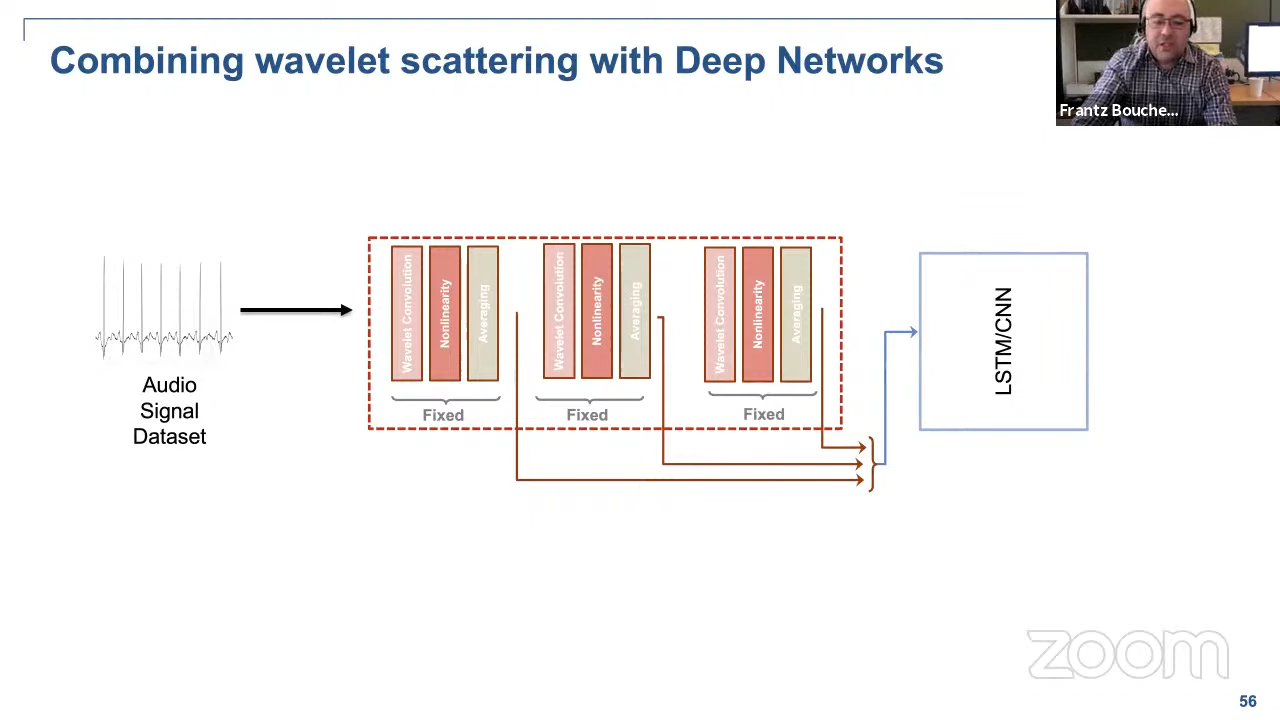 Combining wavelet scattering with Deep Networks
Frantz Bouche...
Audio
Signal
Dataset
Wavelet Convolution
Nonlinearity
Averaging
Fixed
Wavelet Convolution
Nonlinearity
Averaging
Fixed
Wavelet Convolution
Nonlinearity
Averaging
Fixed
LSTM/CNN
zoom
56